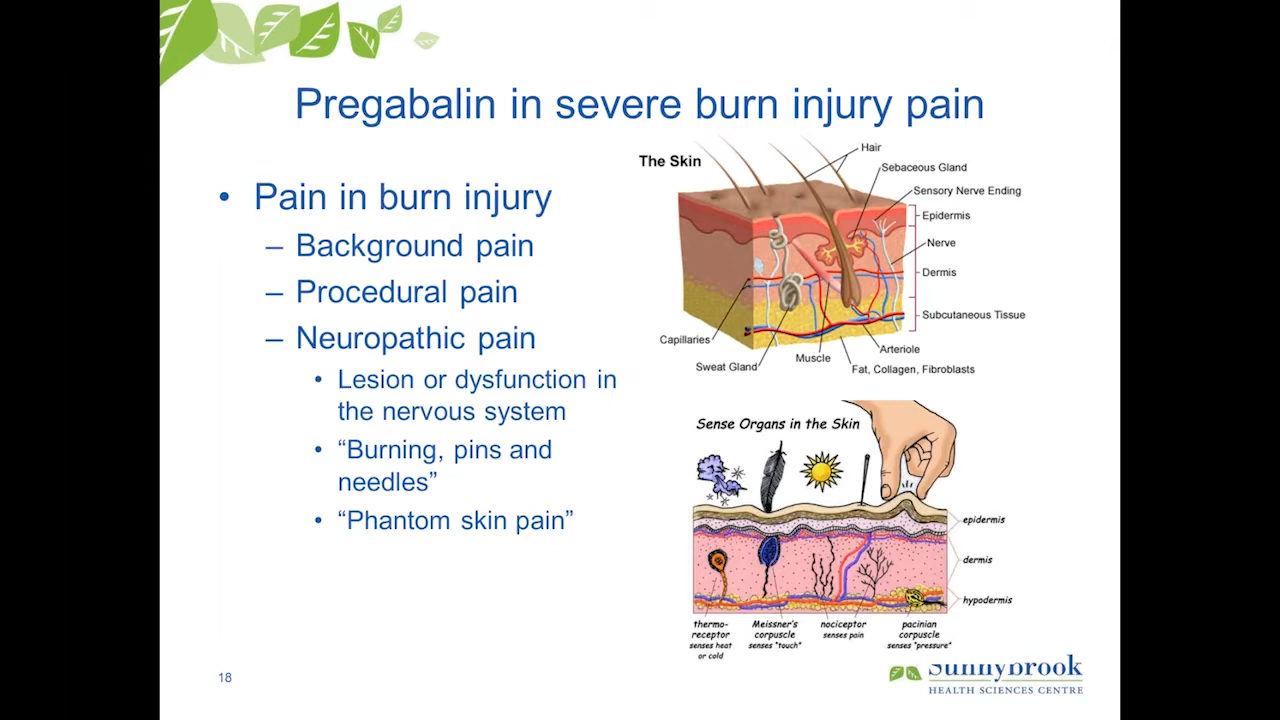 Pregabalin in severe burn injury pain
• Pain in burn injury
– Background pain
– Procedural pain
– Neuropathic pain
• Lesion or dysfunction in
the nervous system
• “Burning, pins and
needles”
• “Phantom skin pain”
The Skin
Hair
Sebaceous Gland
Sensory Nerve Ending
Epidermis
Nerve
Dermis
Subcutaneous Tissue
Capillaries
Arteriole
Muscle
Sweat Gland
Fat, Collagen, Fibroblasts
Sense Organs in the Skin
epidermis
dermis
hypodermis
thermo-
receptor
senses heat
or cold
Meissner's
corpuscle
senses "touch"
nociceptor
senses pain
pacinian
corpuscle
senses "pressure"
18
Sunnybrook
HEALTH SCIENCES CENTRE